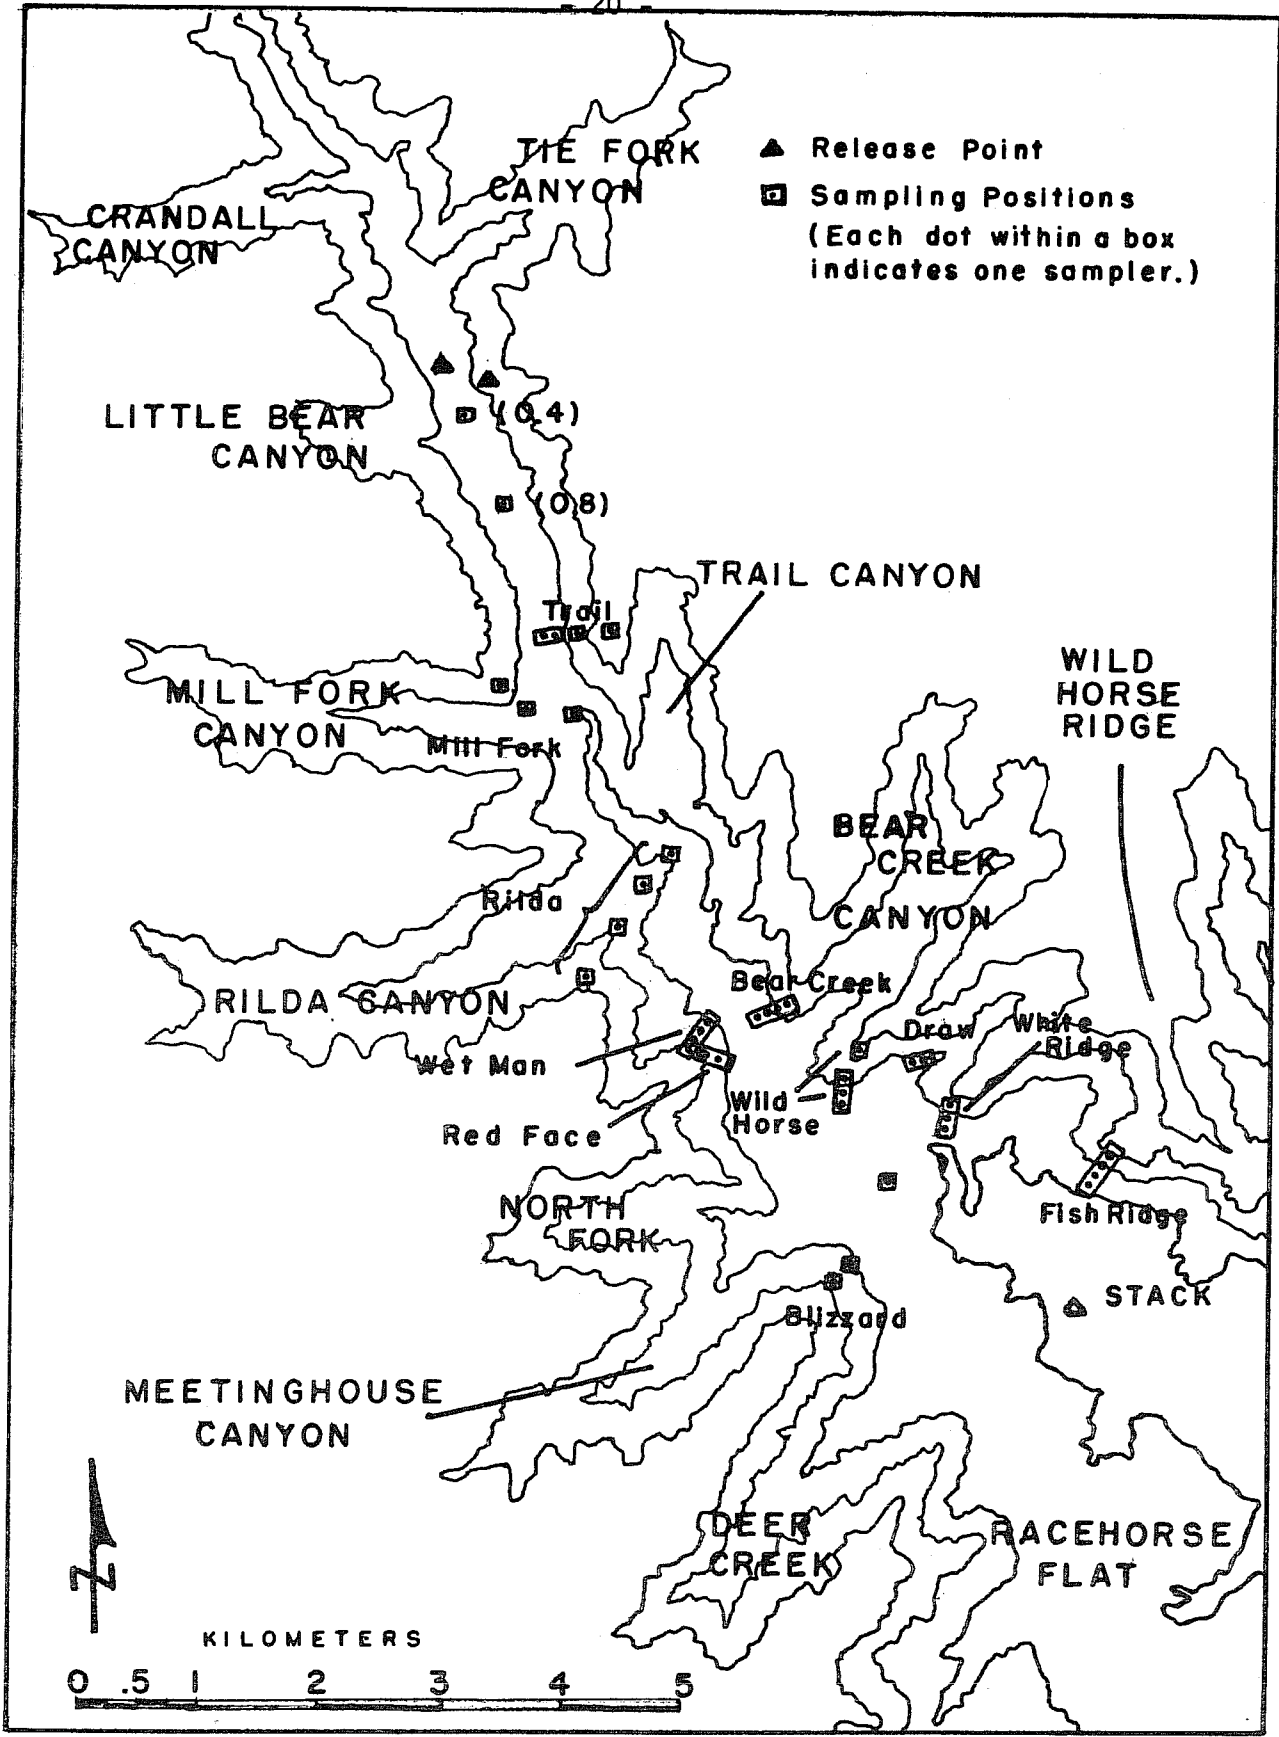 - 20 -
TIE FORK
CANYON
Release Point
Sampling Positions
(Each dot within a box
indicates one sampler.)
CRANDALL
CANYON
LITTLE BEAR
CANYON
(0.4)
(0.8)
TRAIL CANYON
Trail
WILD
HORSE
RIDGE
MILL FORK
CANYON
Mill Fork
BEAR
CREEK
CANYON
Rilda
RILDA CANYON
Bear Creek
Draw
White
Ridge
Wet Man
Wild
Horse
Red Face
NORTH
FORK
Fish Ridge
STACK
Blizzard
MEETINGHOUSE
CANYON
DEER
CREEK
RACEHORSE
FLAT
N
KILOMETERS
0 .5 1 2 3 4 5